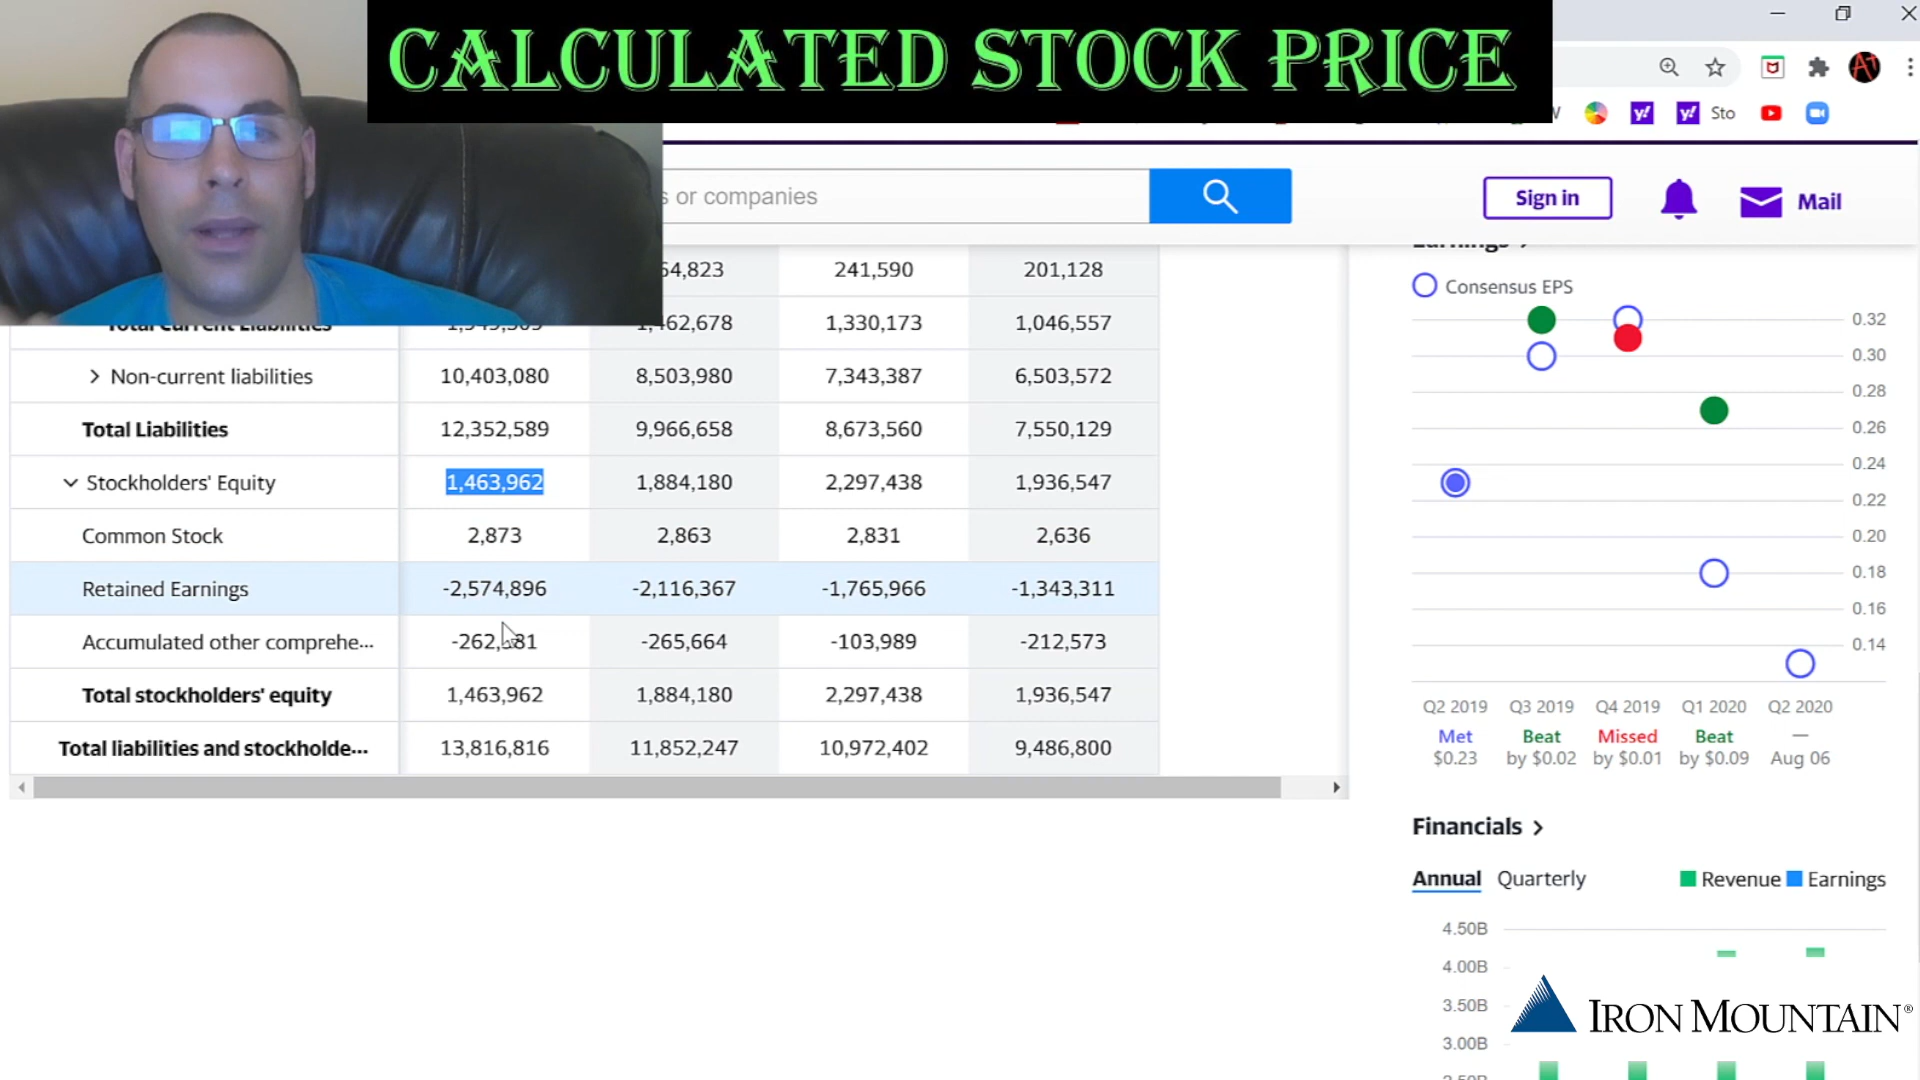 CALCULATED STOCK PRICE
Sto
s or companies
Sign in
Mail
241,590 201,128
Total Current Liabilities 1,330,173 1,046,557
Non-current liabilities 10,403,080 8,503,980 7,343,387 6,503,572
Total Liabilities 12,352,589 9,966,658 8,673,560 7,550,129
Stockholders' Equity 1,463,962 1,884,180 2,297,438 1,936,547
Common Stock 2,873 2,863 2,831 2,636
Retained Earnings -2,574,896 -2,116,367 -1,765,966 -1,343,311
Accumulated other comprehe... -265,664 -103,989 -212,573
Total stockholders' equity 1,463,962 1,884,180 2,297,438 1,936,547
Total liabilities and stockholde... 13,816,816 11,852,247 10,972,402 9,486,800
Earnings
Consensus EPS
0.32
0.30
0.28
0.26
0.24
0.22
0.20
0.18
0.16
0.14
Q2 2019 Q3 2019 Q4 2019 Q1 2020 Q2 2020
Met Beat Missed Beat —
$0.23 by $0.02 by $0.01 by $0.09 Aug 06
Financials
Annual Quarterly Revenue Earnings
4.50B
4.00B
3.50B
3.00B
IRON MOUNTAIN®